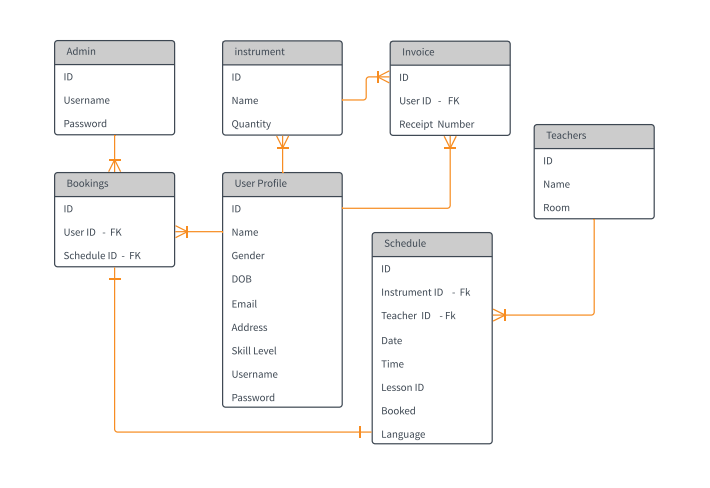 Admin
ID
Username
Password
instrument
ID
Name
Quantity
Invoice
ID
User ID - FK
Receipt Number
Teachers
ID
Name
Room
Bookings
ID
User ID - FK
Schedule ID - FK
User Profile
ID
Name
Gender
DOB
Email
Address
Skill Level
Username
Password
Schedule
ID
Instrument ID - Fk
Teacher ID - Fk
Date
Time
Lesson ID
Booked
Language